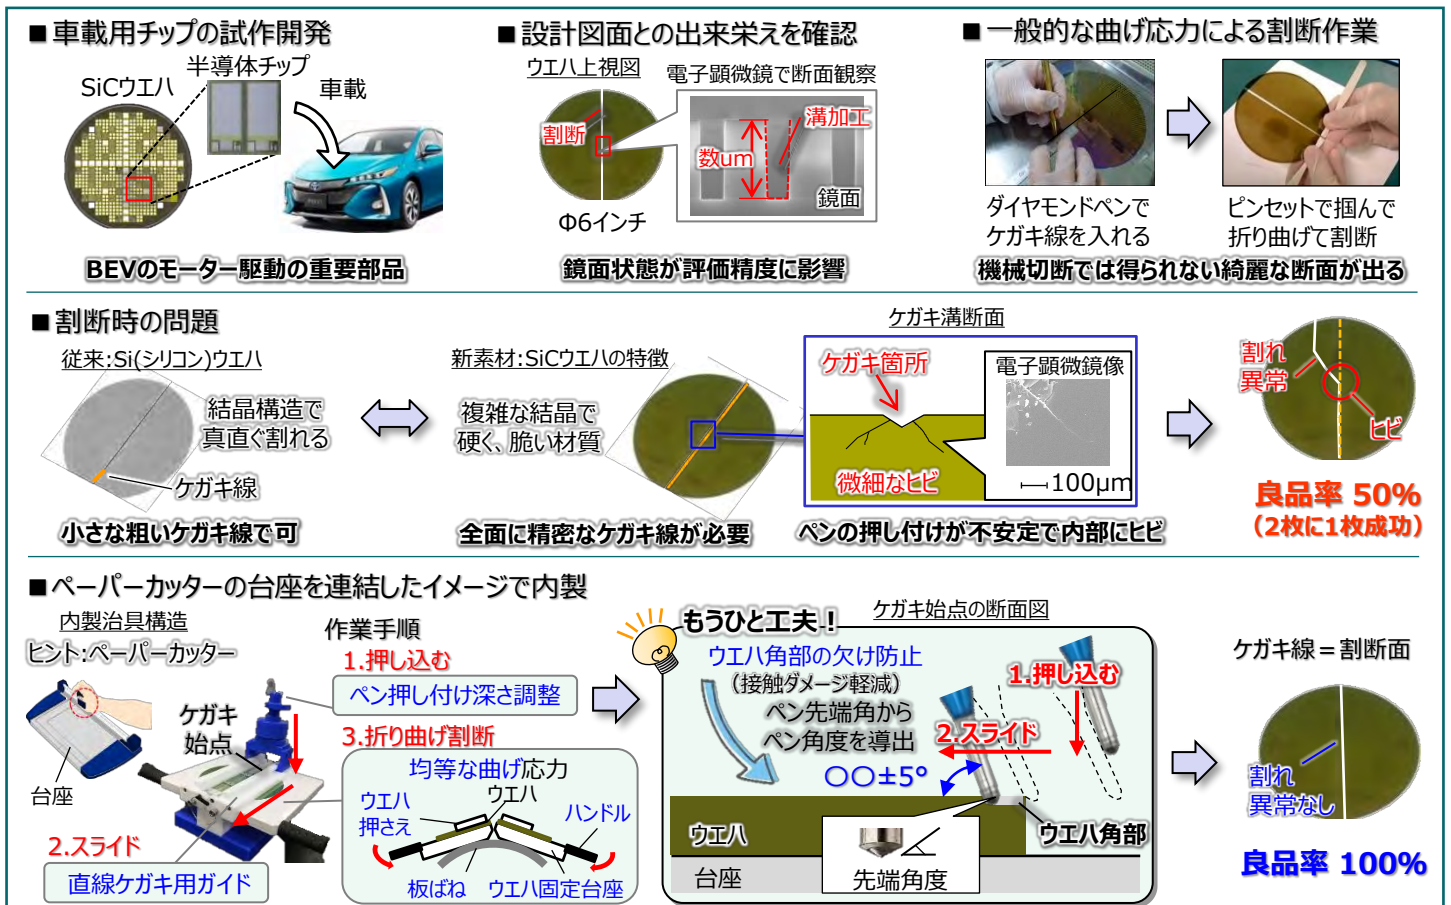 ■車載用チップの試作開発
SiCウエハ
半導体チップ
車載
BEVのモーター駆動の重要部品
■設計図面との出来栄えを確認
ウエハ上視図
電子顕微鏡で断面観察
割断
溝加工
数um
鏡面
Φ6インチ
鏡面状態が評価精度に影響
■一般的な曲げ応力による割断作業
ダイヤモンドペンで
ケガキ線を入れる
ピンセットで掴んで
折り曲げて割断
機械切断では得られない綺麗な断面が出る
■割断時の問題
従来:Si(シリコン)ウエハ
結晶構造で
真直ぐ割れる
ケガキ線
小さな粗いケガキ線で可
新素材:SiCウエハの特徴
複雑な結晶で
硬く、脆い材質
全面に精密なケガキ線が必要
ケガキ溝断面
ケガキ箇所
電子顕微鏡像
微細なヒビ
100μm
ペンの押し付けが不安定で内部にヒビ
割れ
異常
ヒビ
良品率 50%
(2枚に1枚成功)
■ペーパーカッターの台座を連結したイメージで内製
内製治具構造
ヒント:ペーパーカッター
台座
ケガキ
始点
2.スライド
直線ケガキ用ガイド
作業手順
1.押し込む
ペン押し付け深さ調整
3.折り曲げ割断
均等な曲げ応力
ウエハ
ウエハ
押さえ
ハンドル
板ばね
ウエハ固定台座
もうひと工夫!
ケガキ始点の断面図
ウエハ角部の欠け防止
(接触ダメージ軽減)
ペン先端角から
ペン角度を導出
〇〇±5°
1.押し込む
2.スライド
ウエハ
ウエハ角部
台座
先端角度
ケガキ線＝割断面
割れ
異常なし
良品率 100%